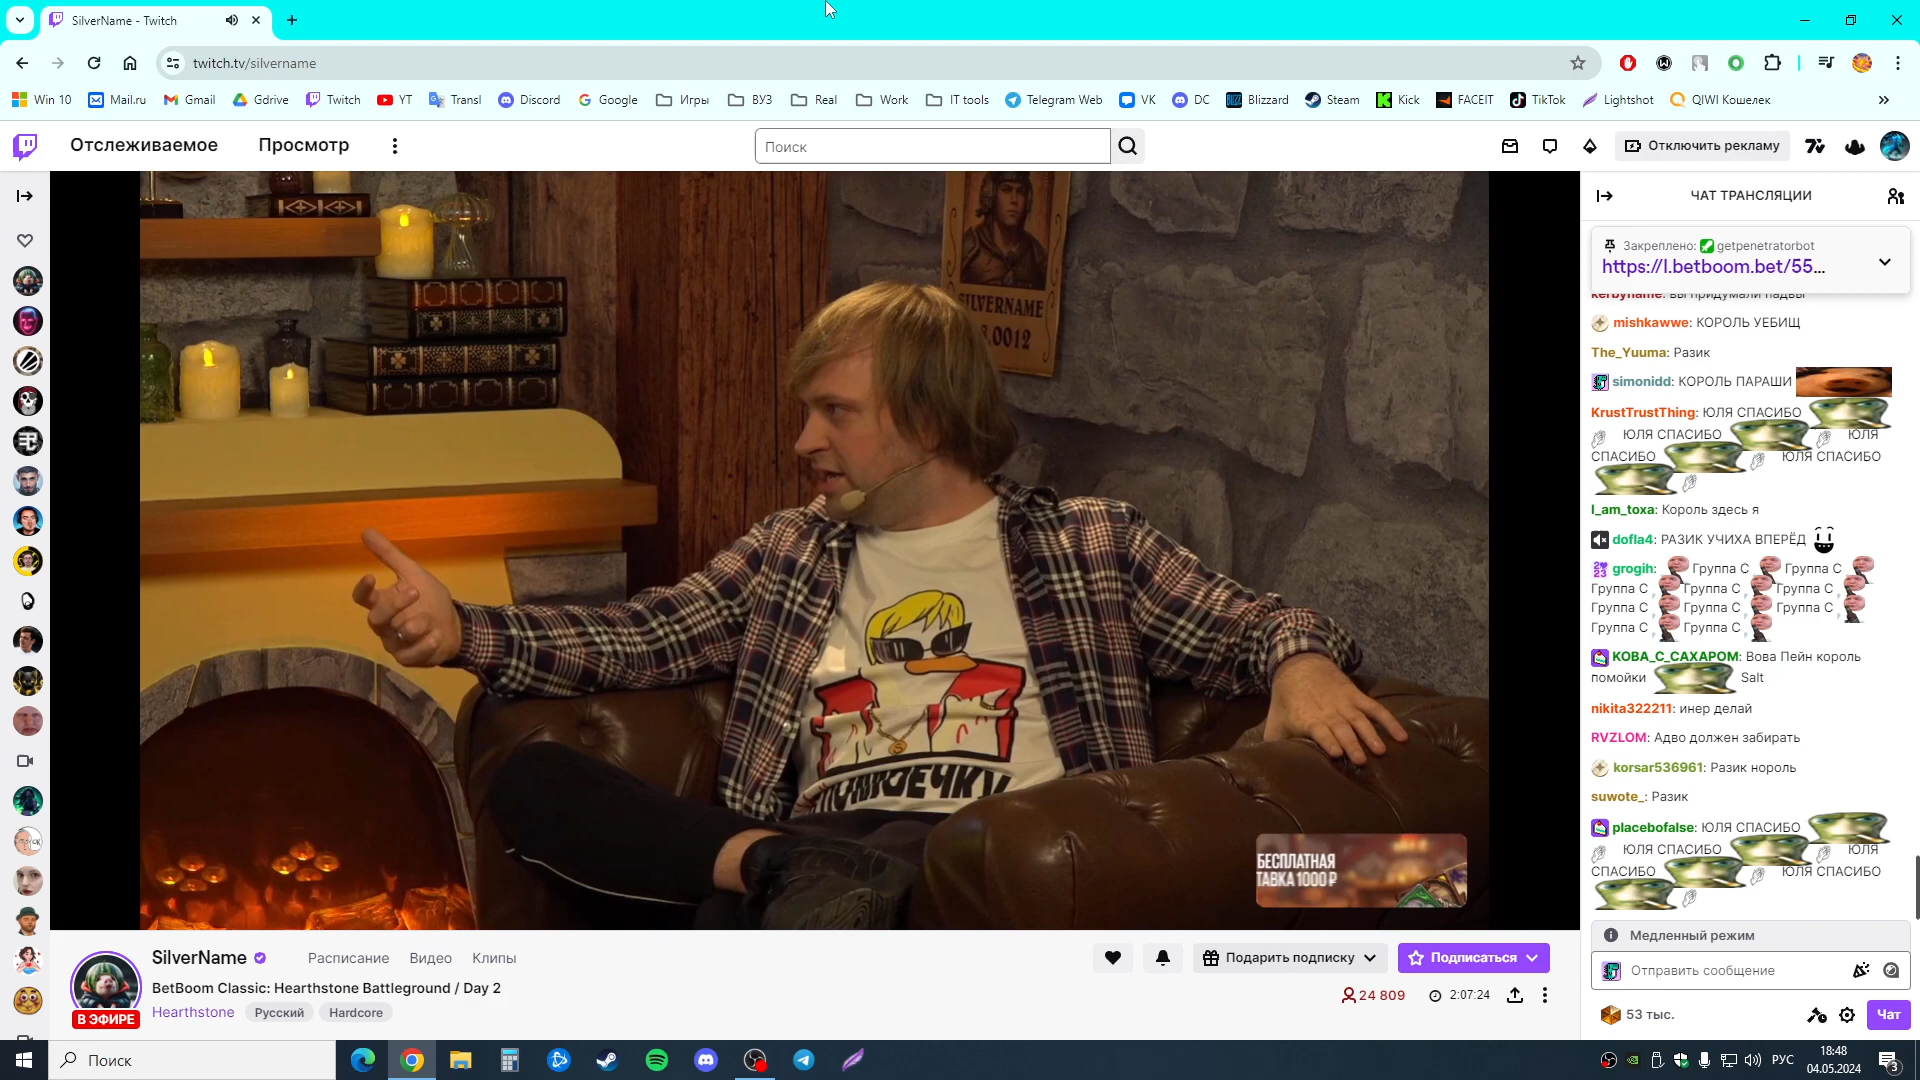 SilverName - Twitch
twitch.tv/silvername
Win 10
Mail.ru
Gmail
Gdrive
Twitch
YT
Transl
Discord
Google
Игры
ВУЗ
Real
Work
IT tools
Telegram Web
VK
DC
Blizzard
Steam
Kick
FACEIT
TikTok
Lightshot
QIWI Кошелек
Отслеживаемое
Просмотр
Поиск
Отключить рекламу
SILVERNAME
ЧАТ ТРАНСЛЯЦИИ
Закреплено: getpenetratorbot
https://l.betboom.bet/55...
kerbyname: вы придумали падвы
mishkawwe: КОРОЛЬ УЕБИЩ
The_Yuuma: Разик
simonidd: КОРОЛЬ ПАРАШИ
KrustTrustThing: ЮЛЯ СПАСИБО
ЮЛЯ СПАСИБО ЮЛЯ
СПАСИБО ЮЛЯ СПАСИБО
I_am_toxa: Король здесь я
dofla4: РАЗИК УЧИХА ВПЕРЁД
grogih: Группа С Группа С
Группа С Группа С Группа С
Группа С Группа С Группа С
Группа С Группа С
KOBA_C_CAXAPOM: Вова Пейн король
помойки Salt
nikita322211: инер делай
RVZLOM: Адво должен забирать
korsar536961: Разик нороль
suwote_: Разик
placebofalse: ЮЛЯ СПАСИБО
ЮЛЯ СПАСИБО ЮЛЯ
СПАСИБО ЮЛЯ СПАСИБО
БЕСПЛАТНАЯ
ТАВКА 1000 ₽
Медленный режим
Отправить сообщение
53 тыс.
Чат
SilverName
Расписание
Видео
Клипы
Подарить подписку
Подписаться
BetBoom Classic: Hearthstone Battleground / Day 2
24 809
2:07:24
Hearthstone
Русский
Hardcore
В ЭФИРЕ
Поиск
РУС
18:48
04.05.2024
3